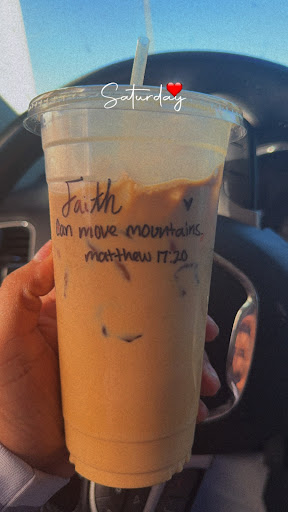 Saturday
Faith
Can move mountains.
matthew 17:20